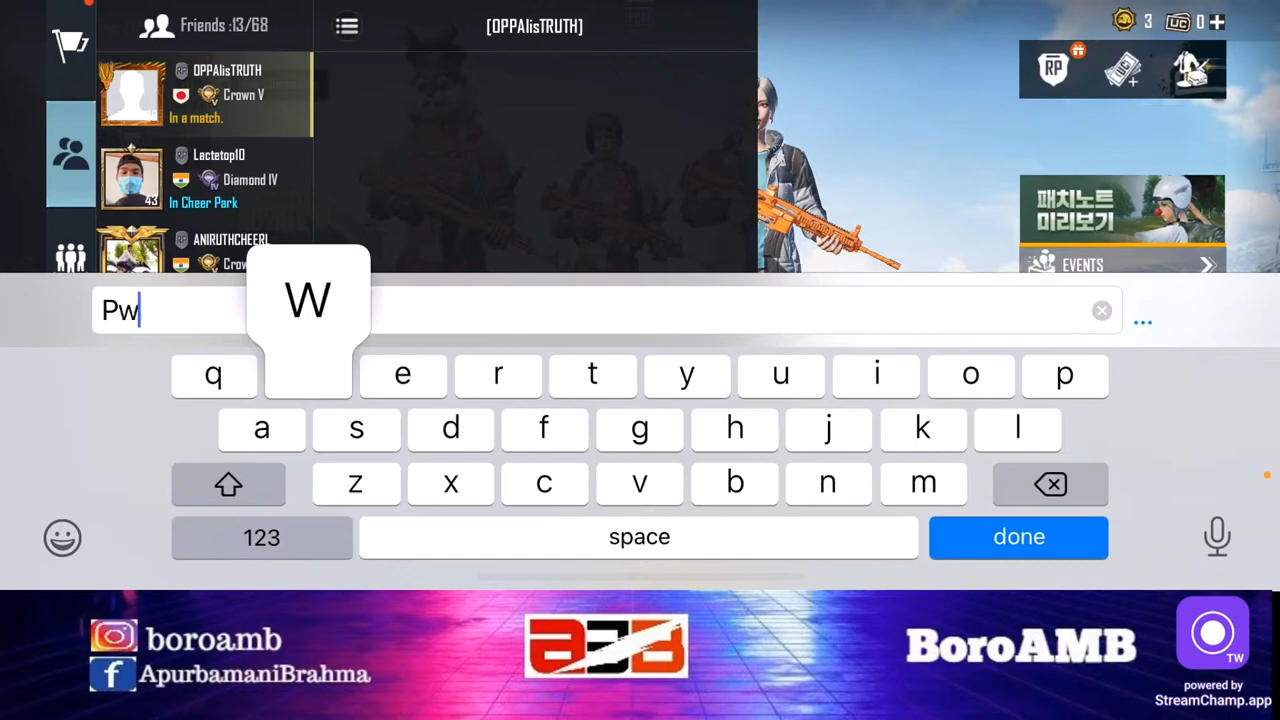 Friends :13/68
[OPPAIisTRUTH]
3
0
OPPAIisTRUTH
Crown V
In a match.
RP
UC
Lactetop10
Diamond IV
43
In Cheer Park
패치노트
미리보기
EVENTS
Pw
W
...
q e r t y u i o p
a s d f g h j k l
z x c v b n m
123 space done
boroamb
ApurbamaniBrahma
BoroAMB
TW
powered by
StreamChamp.app